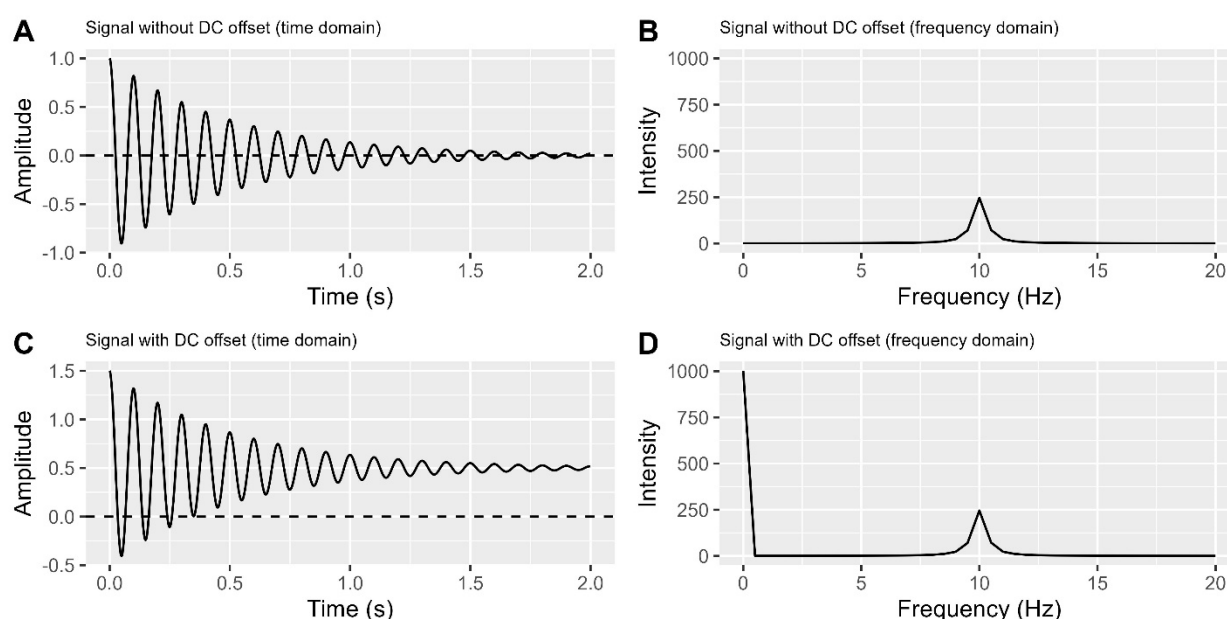 A
Signal without DC offset (time domain)
1.0
0.5
0.0
-0.5
-1.0
Amplitude
0.0 0.5 1.0 1.5 2.0
Time (s)
B
Signal without DC offset (frequency domain)
1000
750
500
250
0
Intensity
0 5 10 15 20
Frequency (Hz)
C
Signal with DC offset (time domain)
1.5
1.0
0.5
0.0
-0.5
Amplitude
0.0 0.5 1.0 1.5 2.0
Time (s)
D
Signal with DC offset (frequency domain)
1000
750
500
250
0
Intensity
0 5 10 15 20
Frequency (Hz)